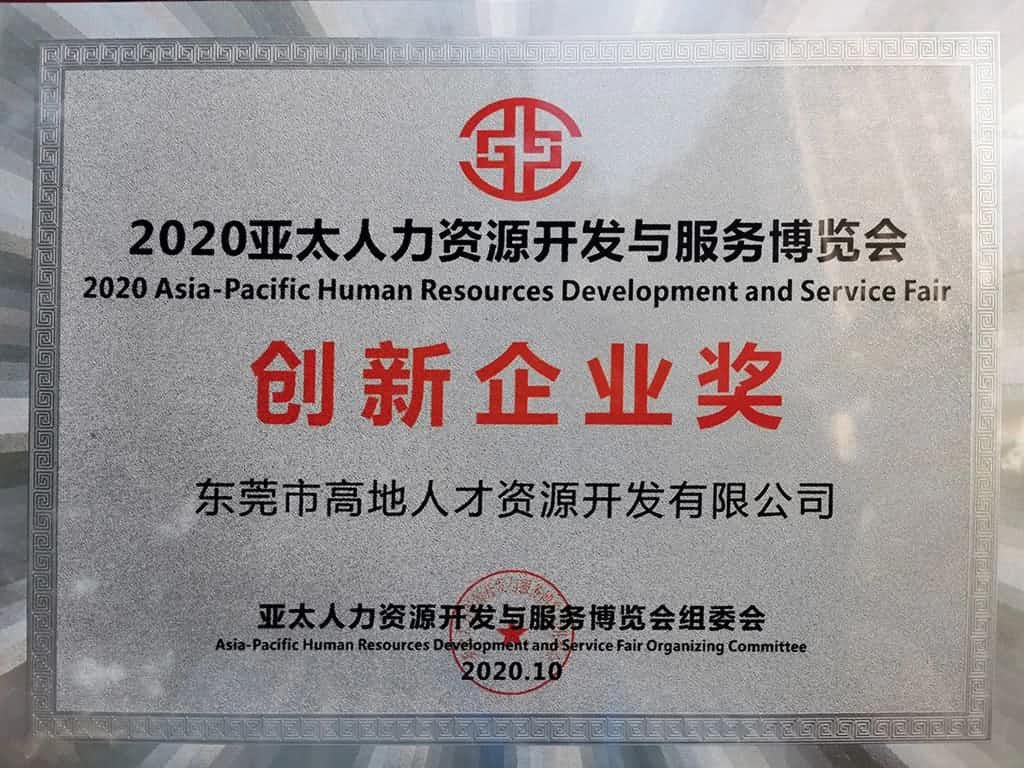 2020亚太人力资源开发与服务博览会
2020 Asia-Pacific Human Resources Development and Service Fair
创新企业奖
东莞市高地人才资源开发有限公司
亚太人力资源开发与服务博览会组委会
Asia-Pacific Human Resources Development and Service Fair Organizing Committee
2020.10